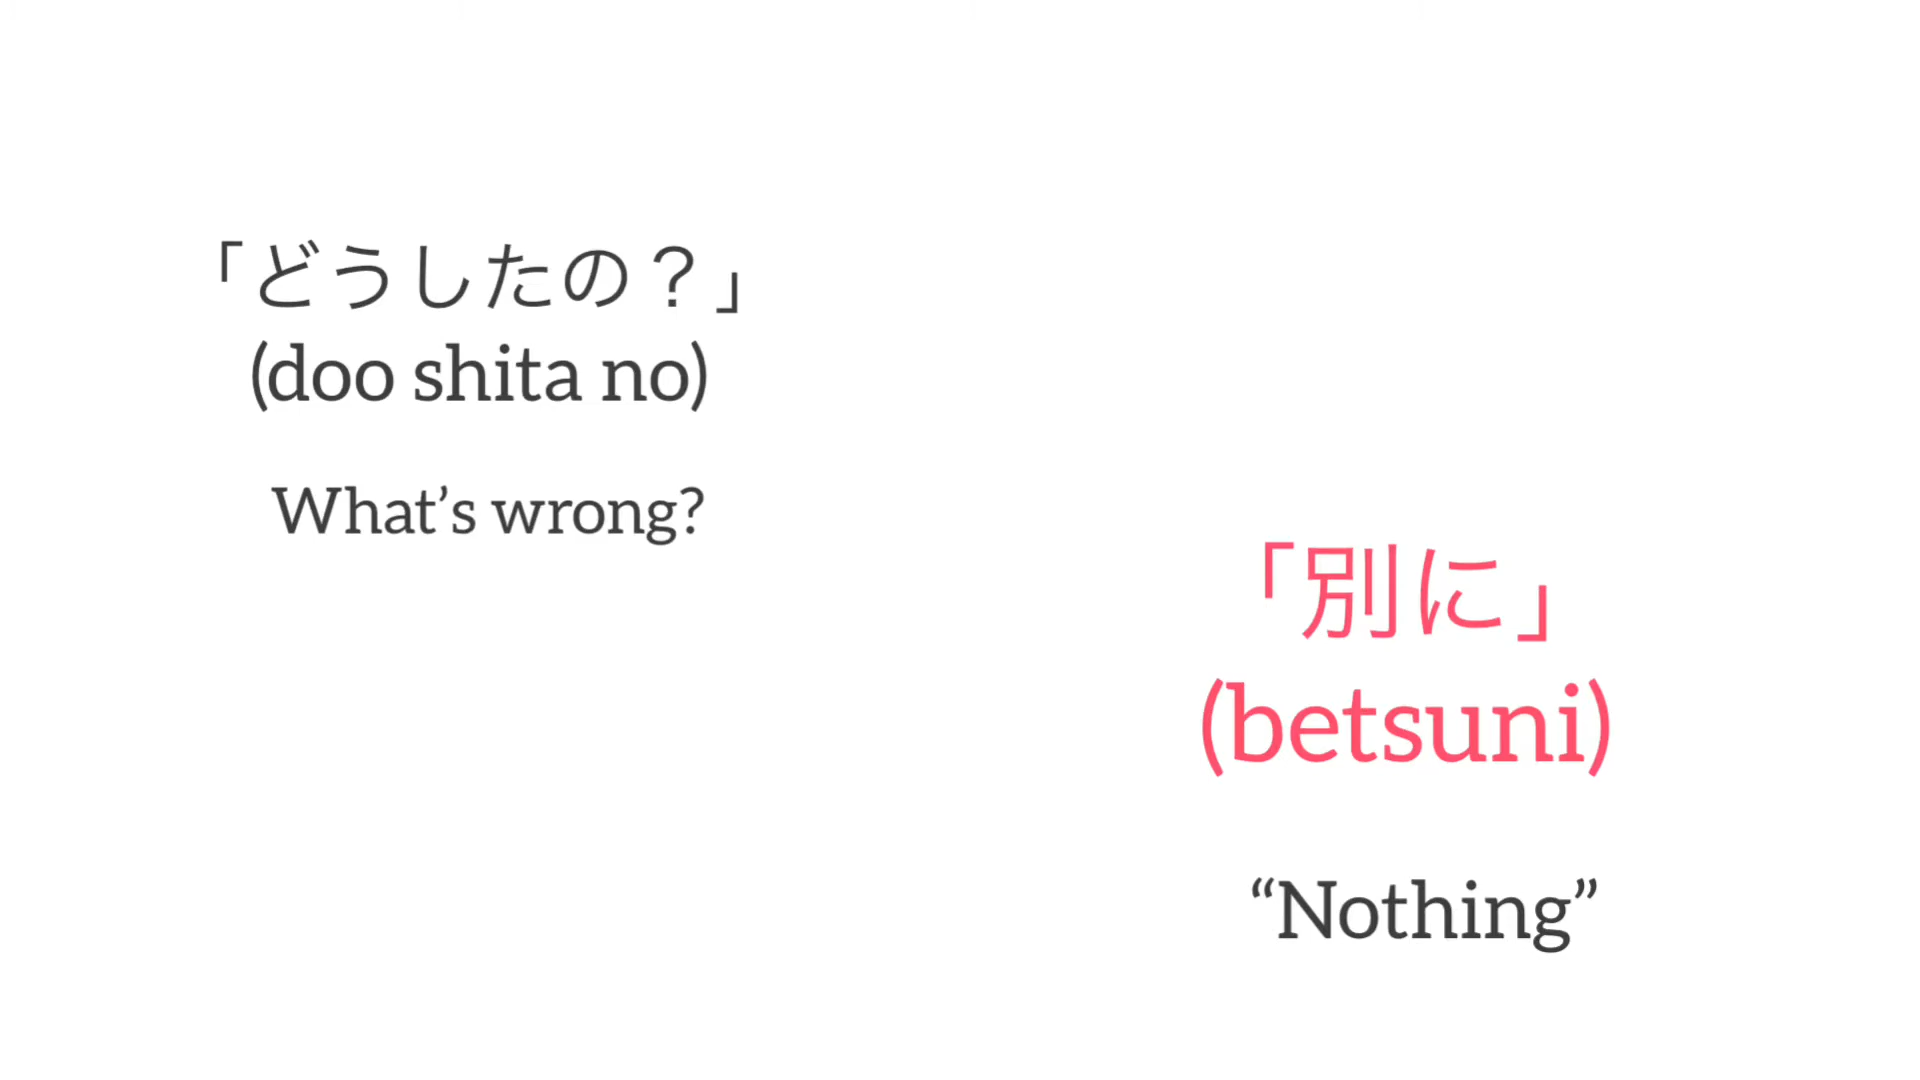 「どうしたの？」
(doo shita no)
What’s wrong?
「別に」
(betsuni)
“Nothing”